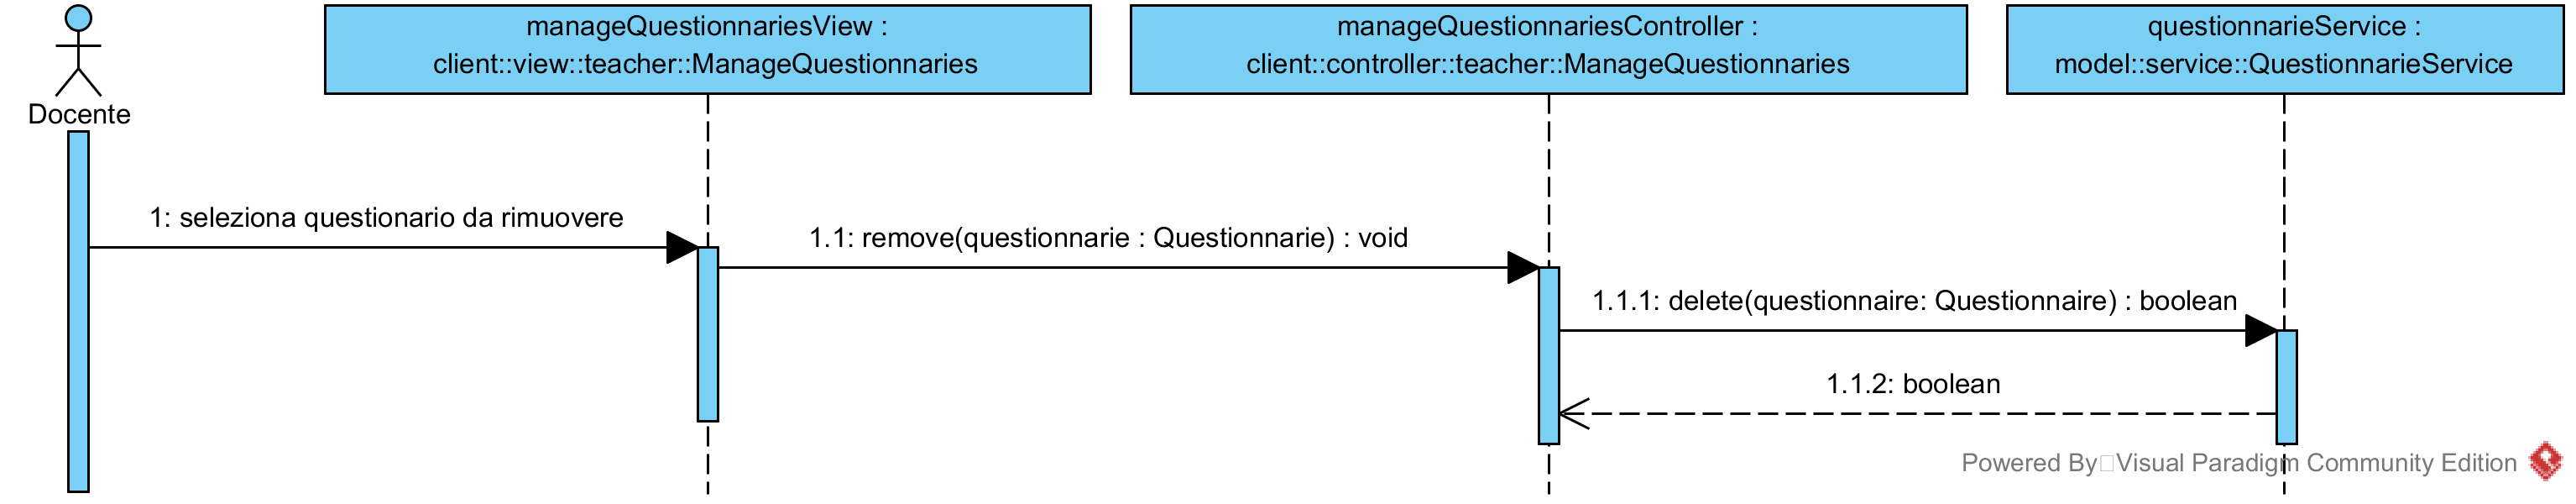 manageQuestionnariesView :
client::view::teacher::ManageQuestionnaries
manageQuestionnariesController :
client::controller::teacher::ManageQuestionnaries
questionnarieService :
model::service::QuestionnarieService
Docente
1: seleziona questionario da rimuovere
1.1: remove(questionnarie : Questionnarie) : void
1.1.1: delete(questionnaire: Questionnaire) : boolean
1.1.2: boolean
Powered By Visual Paradigm Community Edition